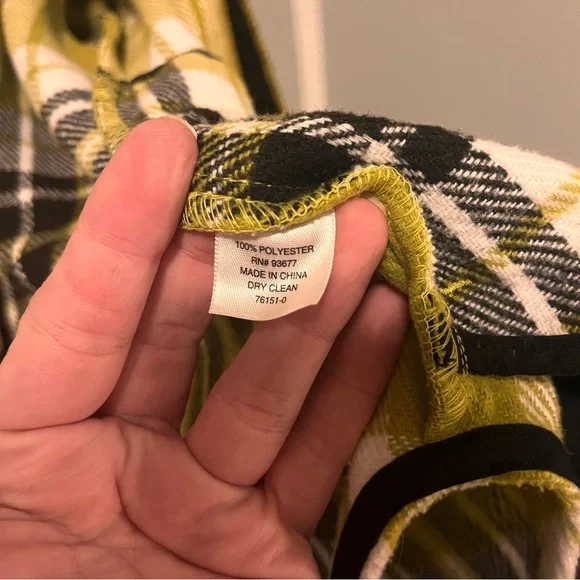 100% POLYESTER
RN# 93677
MADE IN CHINA
DRY CLEAN
76151-0